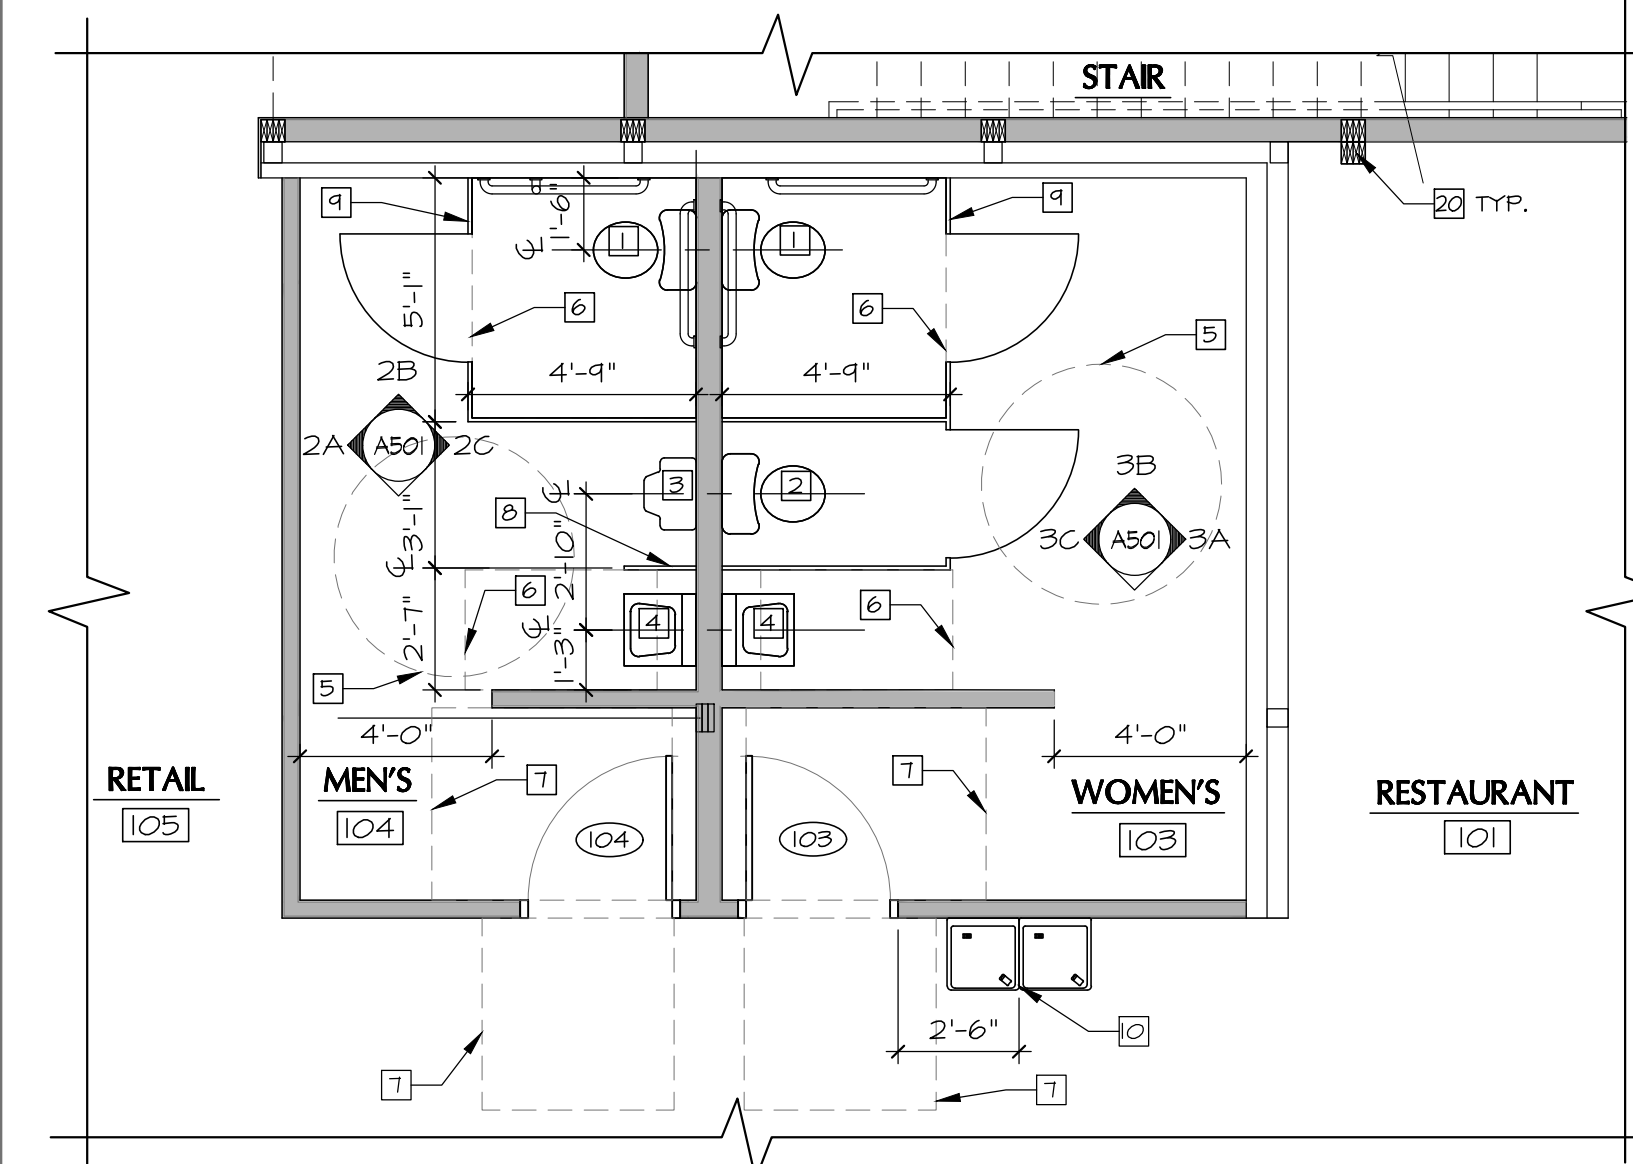 STAIR
9
9
20 TYP.
1'-6"
℄
1
1
5'-1"
6
6
5
4'-9"
4'-9"
2B
2A
A501
2C
3
2
3B
℄
8
3'-1"
2'-10"
3C
A501
3A
℄
6
6
4
4
℄
2'-7"
1'-3"
5
4'-0"
4'-0"
RETAIL
105
MEN'S
104
7
7
WOMEN'S
103
RESTAURANT
101
104
103
2'-6"
10
7
7